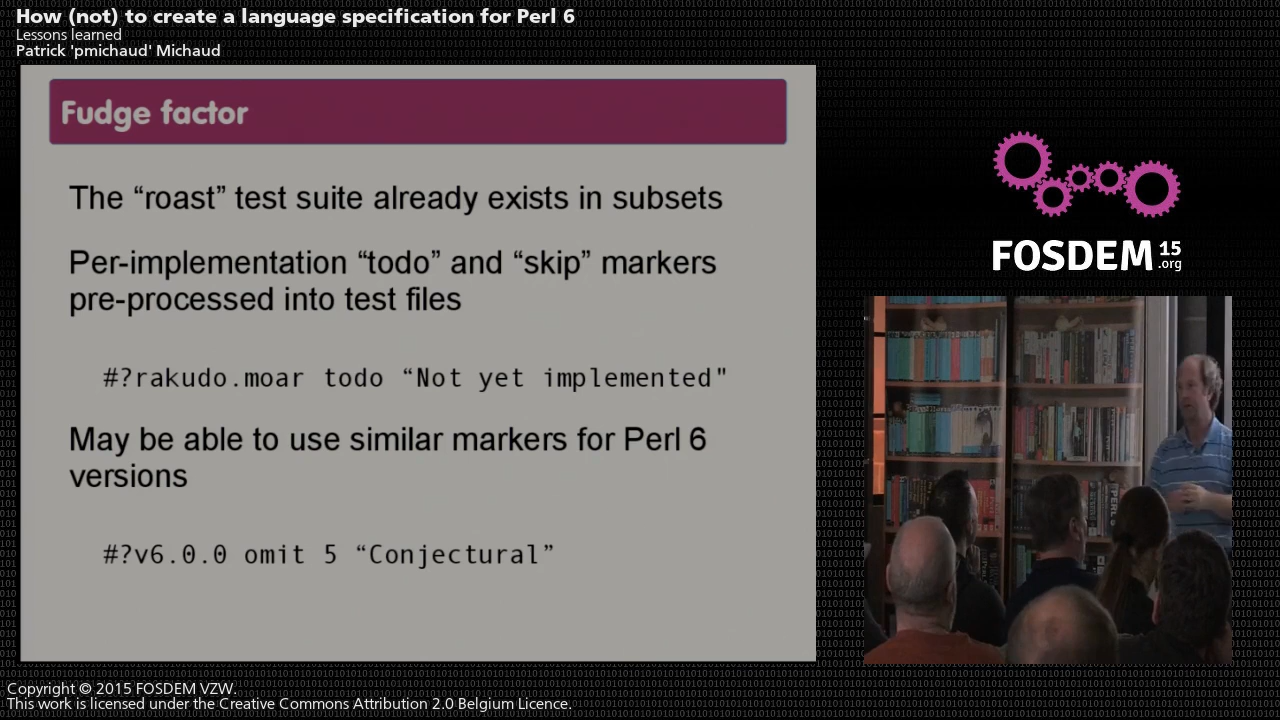 How (not) to create a language specification for Perl 6
Lessons learned
Patrick 'pmichaud' Michaud
Fudge factor
The “roast” test suite already exists in subsets
Per-implementation “todo” and “skip” markers
pre-processed into test files
#?rakudo.moar todo “Not yet implemented"
May be able to use similar markers for Perl 6
versions
#?v6.0.0 omit 5 “Conjectural”
FOSDEM 15
.org
Copyright © 2015 FOSDEM VZW.
This work is licensed under the Creative Commons Attribution 2.0 Belgium Licence.